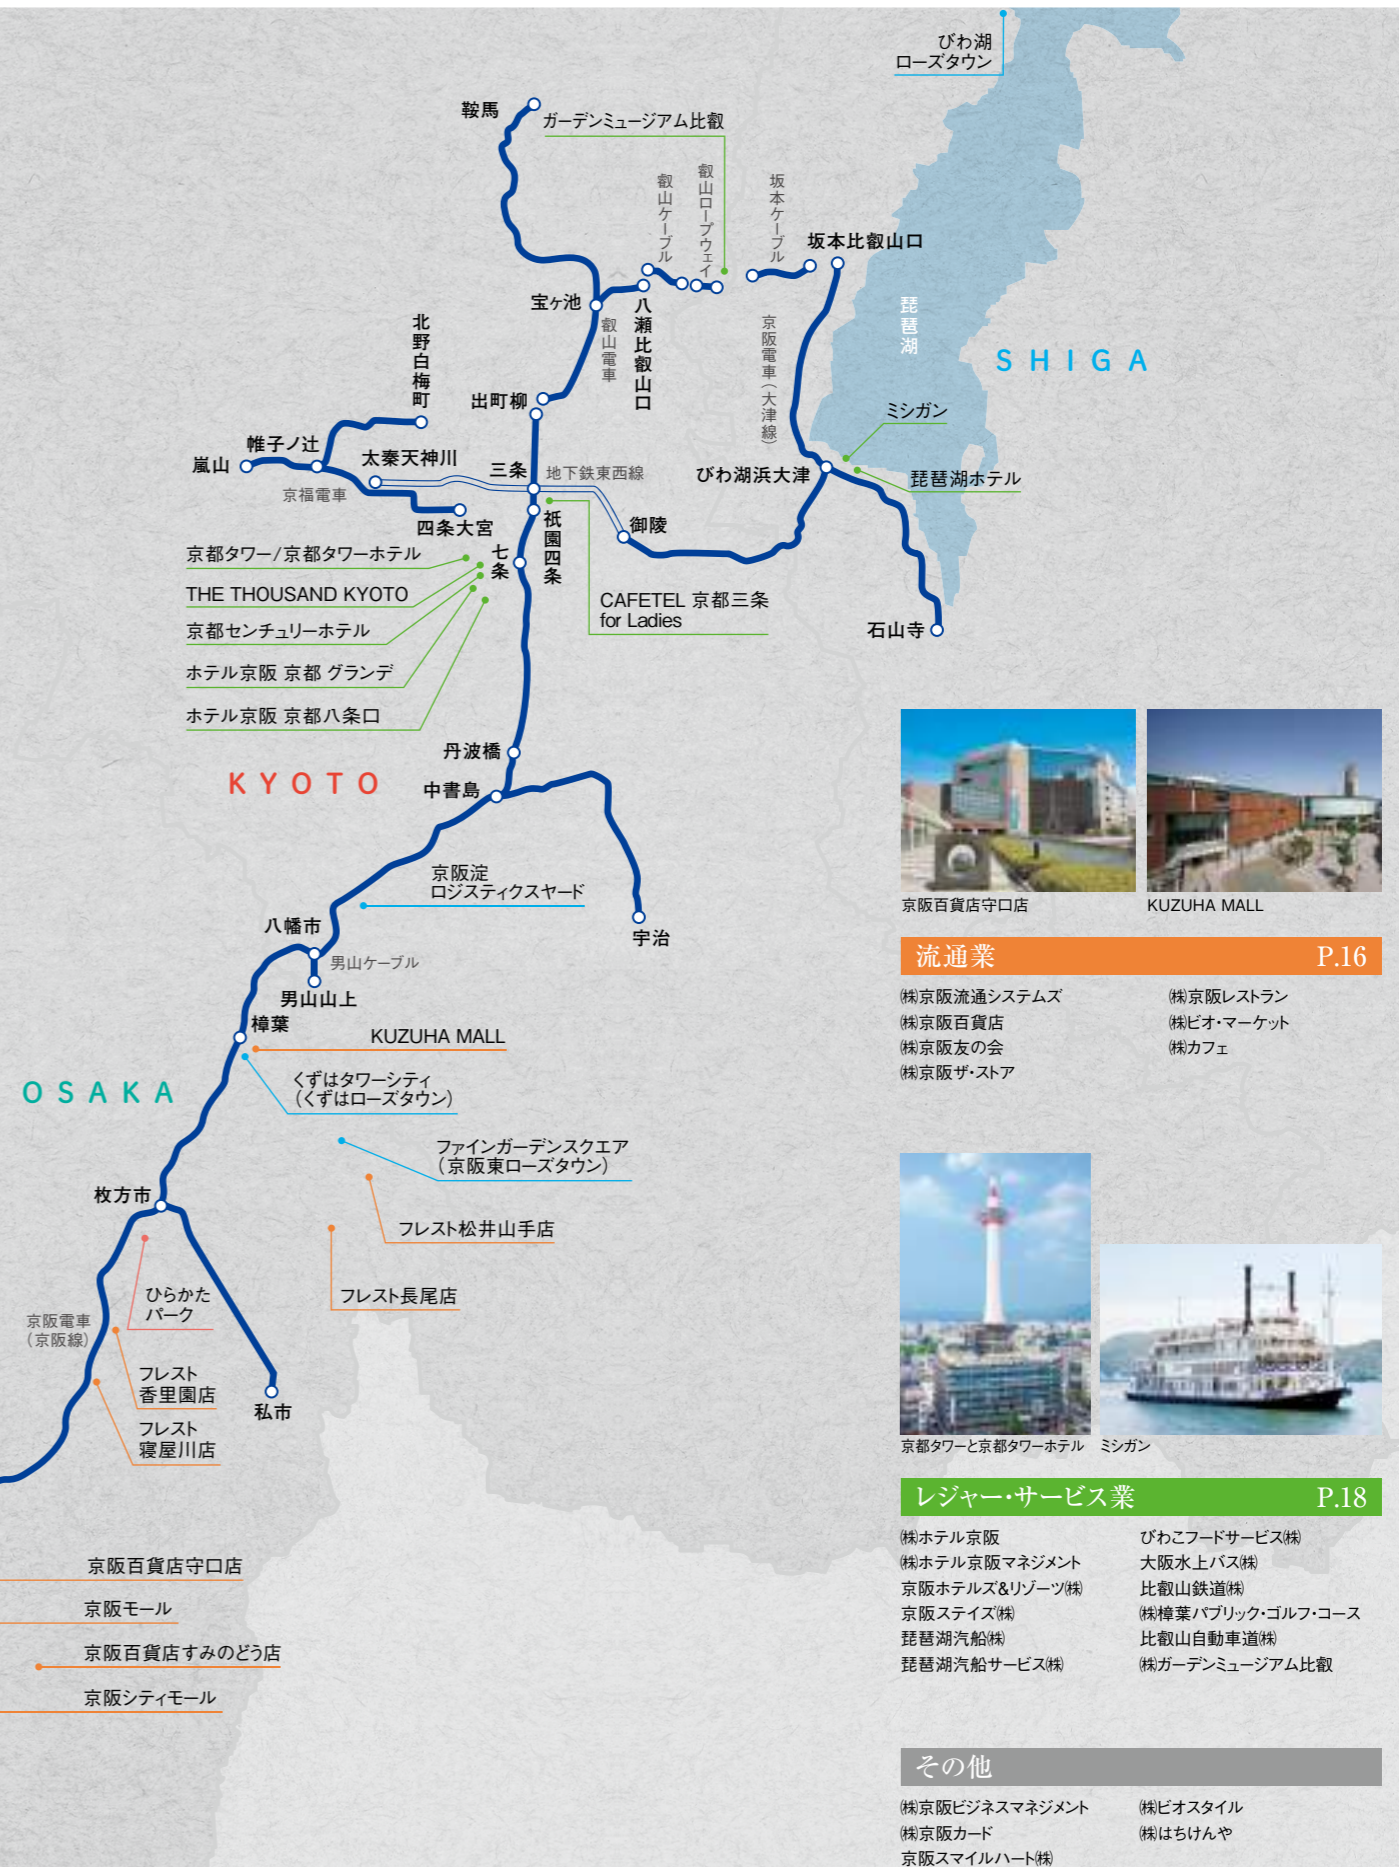 びわ湖
ローズタウン
鞍馬
ガーデンミュージアム比叡
叡山ケーブル
叡山ロープウェイ
坂本ケーブル
坂本比叡山口
宝ヶ池
叡山電車
八瀬比叡山口
京阪電車（大津線）
琵琶湖
SHIGA
北野白梅町
出町柳
ミシガン
嵐山
帷子ノ辻
太秦天神川
京福電車
三条
地下鉄東西線
びわ湖浜大津
琵琶湖ホテル
四条大宮
祇園四条
御陵
七条
京都タワー/京都タワーホテル
THE THOUSAND KYOTO
京都センチュリーホテル
ホテル京阪 京都 グランデ
ホテル京阪 京都八条口
CAFETEL 京都三条
for Ladies
石山寺
丹波橋
KYOTO
中書島
京阪淀
ロジスティクスヤード
宇治
八幡市
男山ケーブル
男山山上
樟葉
KUZUHA MALL
OSAKA
くずはタワーシティ
（くずはローズタウン）
ファインガーデンスクエア
（京阪東ローズタウン）
枚方市
フレスト松井山手店
ひらかた
パーク
フレスト長尾店
京阪電車
（京阪線）
フレスト
香里園店
私市
フレスト
寝屋川店
京阪百貨店守口店
京阪モール
京阪百貨店すみのどう店
京阪シティモール
京阪百貨店守口店
KUZUHA MALL
流通業 P.16
㈱京阪流通システムズ
㈱京阪百貨店
㈱京阪友の会
㈱京阪ザ・ストア
㈱京阪レストラン
㈱ビオ・マーケット
㈱カフェ
京都タワーと京都タワーホテル
ミシガン
レジャー・サービス業 P.18
㈱ホテル京阪
㈱ホテル京阪マネジメント
京阪ホテルズ&リゾーツ㈱
京阪ステイズ㈱
琵琶湖汽船㈱
琵琶湖汽船サービス㈱
びわこフードサービス㈱
大阪水上バス㈱
比叡山鉄道㈱
㈱樟葉パブリック・ゴルフ・コース
比叡山自動車道㈱
㈱ガーデンミュージアム比叡
その他
㈱京阪ビジネスマネジメント
㈱京阪カード
京阪スマイルハート㈱
㈱ビオスタイル
㈱はちけんや